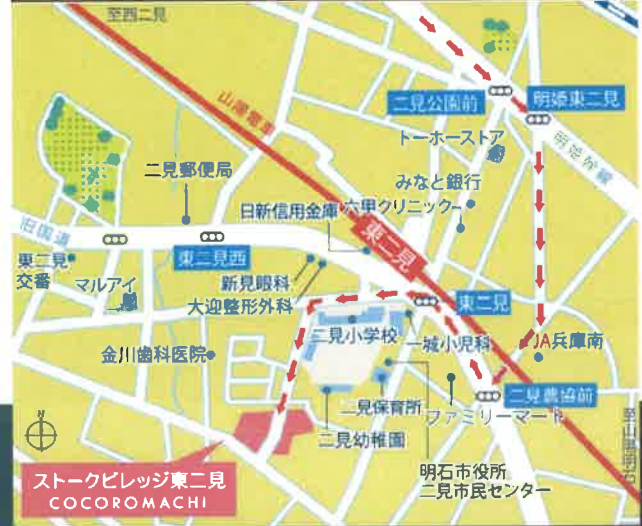 至西二見
山陽電車
二見公園前
明姫東二見
トーホーストア
明姫幹線
二見郵便局
みなと銀行
日新信用金庫
六甲クリニック
旧国道
東二見
東二見西
東二見
交番
マルアイ
新見眼科
大迫整形外科
東二見
二見小学校
一城小児科
JA兵庫南
金川歯科医院
二見農協前
二見保育所
ファミリーマート
二見幼稚園
N
明石市役所
二見市民センター
ストークビレッジ東二見
COCOROMACHI